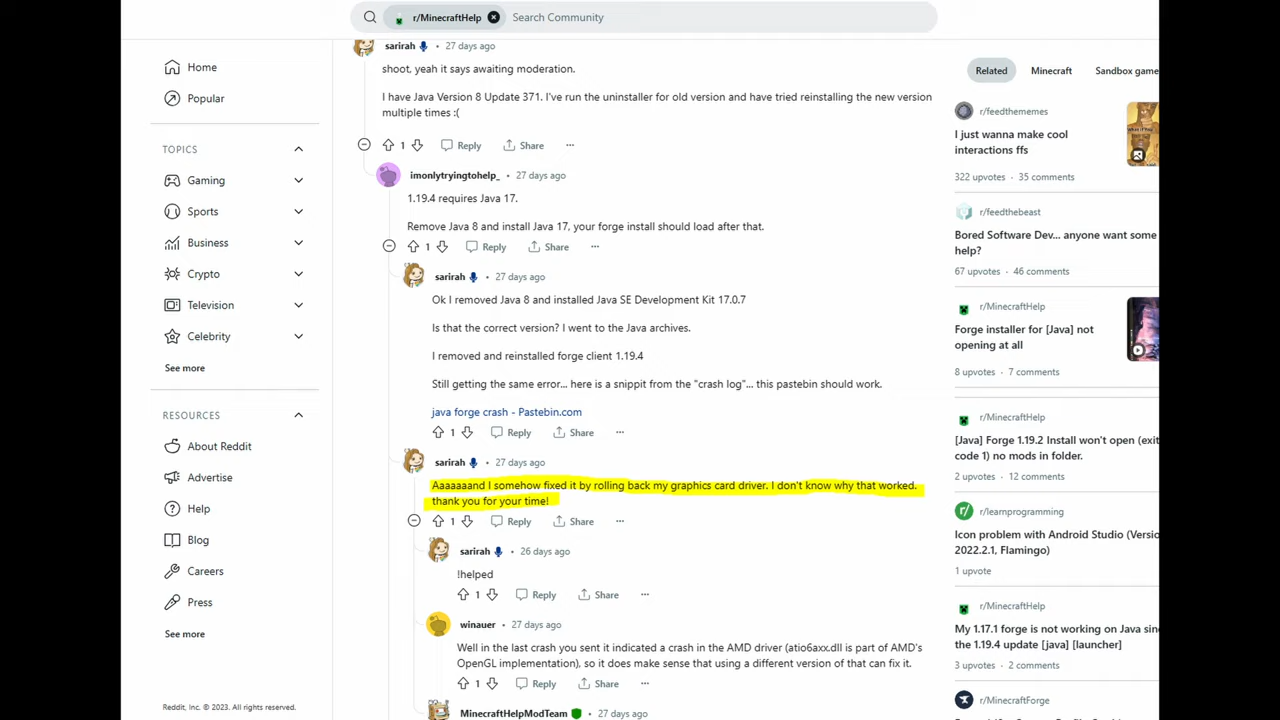 r/MinecraftHelp
Search Community
Home
Popular
TOPICS
Gaming
Sports
Business
Crypto
Television
Celebrity
See more
RESOURCES
About Reddit
Advertise
Help
Blog
Careers
Press
See more
Reddit, Inc. © 2023. All rights reserved.
sarirah • 27 days ago
shoot, yeah it says awaiting moderation.
I have Java Version 8 Update 371. I've run the uninstaller for old version and have tried reinstalling the new version
multiple times :(
1 Reply Share ...
imonlytryingtohelp_ • 27 days ago
1.19.4 requires Java 17.
Remove Java 8 and install Java 17, your forge install should load after that.
1 Reply Share ...
sarirah • 27 days ago
Ok I removed Java 8 and installed Java SE Development Kit 17.0.7
Is that the correct version? I went to the Java archives.
I removed and reinstalled forge client 1.19.4
Still getting the same error... here is a snippit from the "crash log"... this pastebin should work.
java forge crash - Pastebin.com
1 Reply Share ...
sarirah • 27 days ago
Aaaaaaand I somehow fixed it by rolling back my graphics card driver. I don't know why that worked.
thank you for your time!
1 Reply Share ...
sarirah • 26 days ago
!helped
1 Reply Share ...
winauer • 27 days ago
Well in the last crash you sent it indicated a crash in the AMD driver (atio6axx.dll is part of AMD's
OpenGL implementation), so it does make sense that using a different version of that can fix it.
1 Reply Share ...
MinecraftHelpModTeam • 27 days ago
Related Minecraft Sandbox game
r/feedthememes
I just wanna make cool
interactions ffs
322 upvotes · 35 comments
r/feedthebeast
Bored Software Dev... anyone want some
help?
67 upvotes · 46 comments
r/MinecraftHelp
Forge installer for [Java] not
opening at all
8 upvotes · 7 comments
r/MinecraftHelp
[Java] Forge 1.19.2 Install won't open (exit
code 1) no mods in folder.
2 upvotes · 12 comments
r/learnprogramming
Icon problem with Android Studio (Versio
2022.2.1, Flamingo)
1 upvote
r/MinecraftHelp
My 1.17.1 forge is not working on Java sinc
the 1.19.4 update [java] [launcher]
3 upvotes · 2 comments
r/MinecraftForge